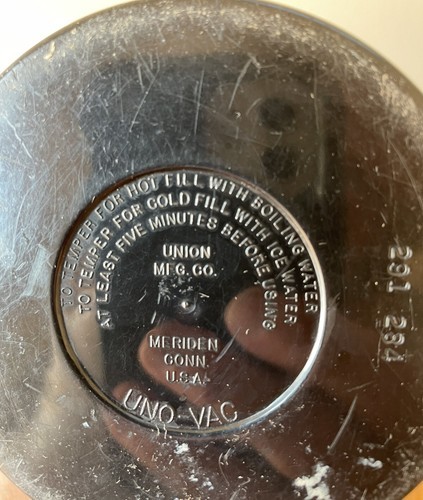 TO TEMPER FOR HOT FILL WITH BOILING WATER
TO TEMPER FOR COLD FILL WITH ICE WATER
AT LEAST FIVE MINUTES BEFORE USING
UNION
MFG. CO.
MERIDEN
CONN.
U.S.A.
UNO-VAC
291 284